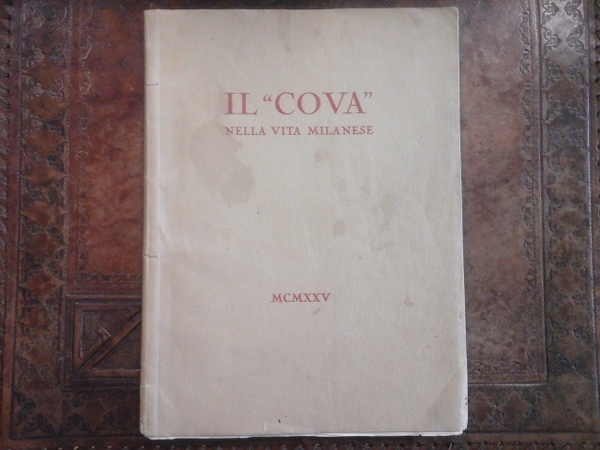 IL “COVA”
NELLA VITA MILANESE
MCMXXV